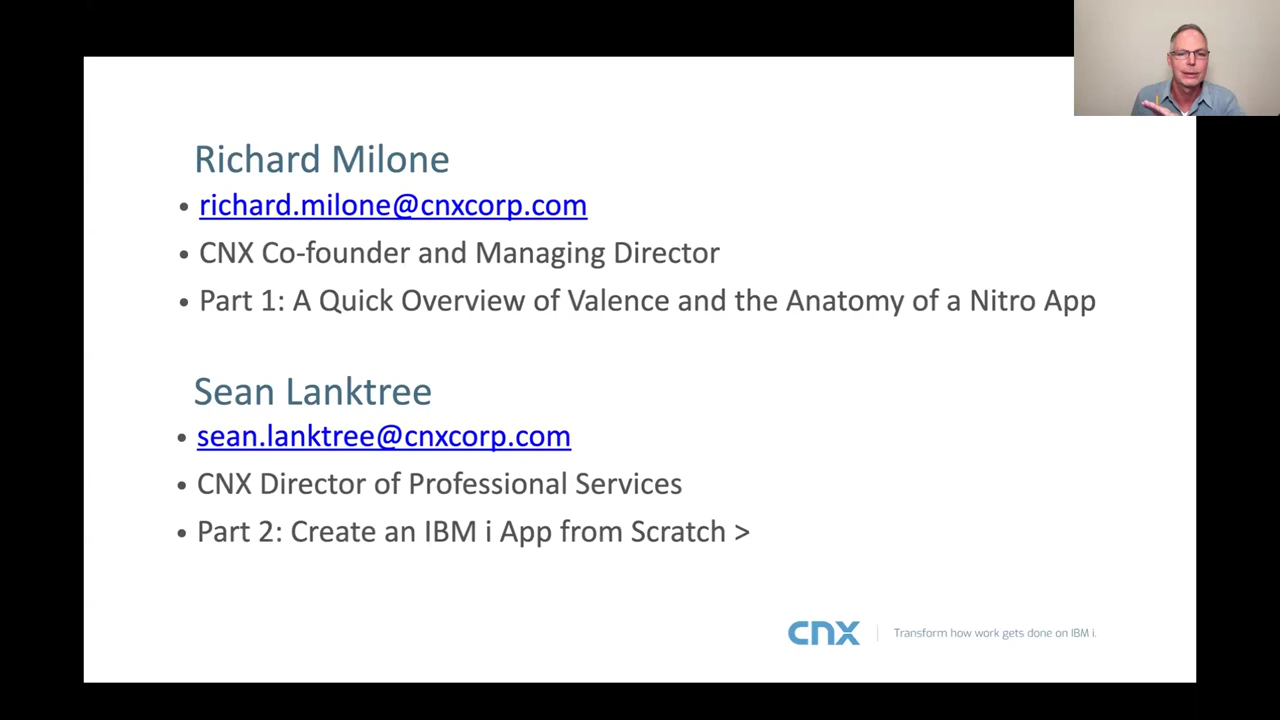 Richard Milone
• richard.milone@cnxcorp.com
• CNX Co-founder and Managing Director
• Part 1: A Quick Overview of Valence and the Anatomy of a Nitro App
Sean Lanktree
• sean.lanktree@cnxcorp.com
• CNX Director of Professional Services
• Part 2: Create an IBM i App from Scratch >
cnx Transform how work gets done on IBM i.